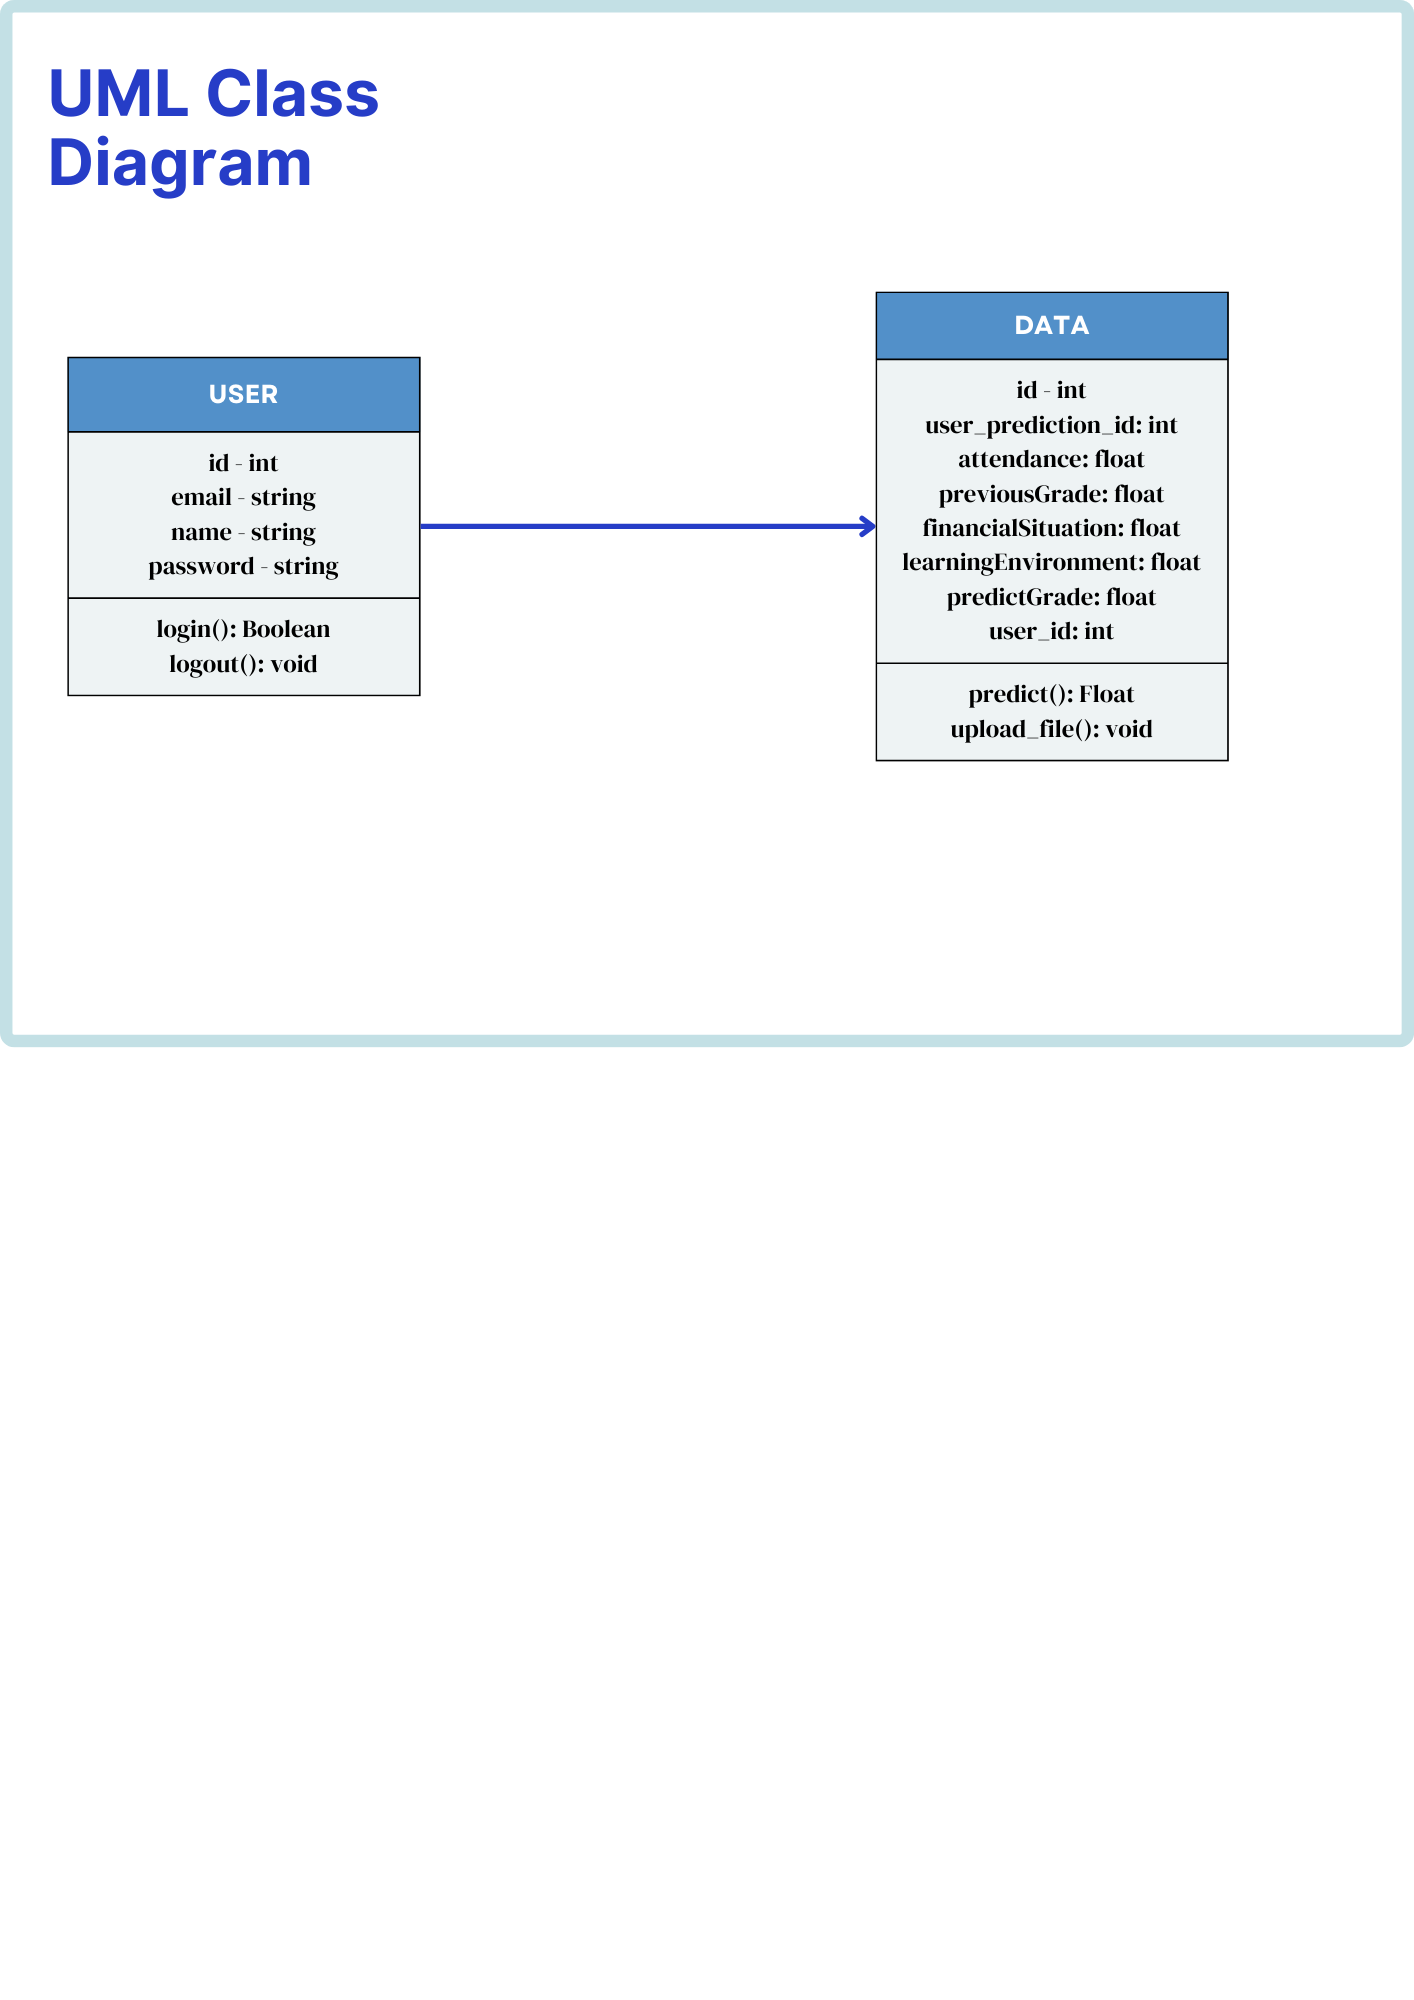 UML Class
Diagram
USER
id - int
email - string
name - string
password - string
login(): Boolean
logout(): void
DATA
id - int
user_prediction_id: int
attendance: float
previousGrade: float
financialSituation: float
learningEnvironment: float
predictGrade: float
user_id: int
predict(): Float
upload_file(): void